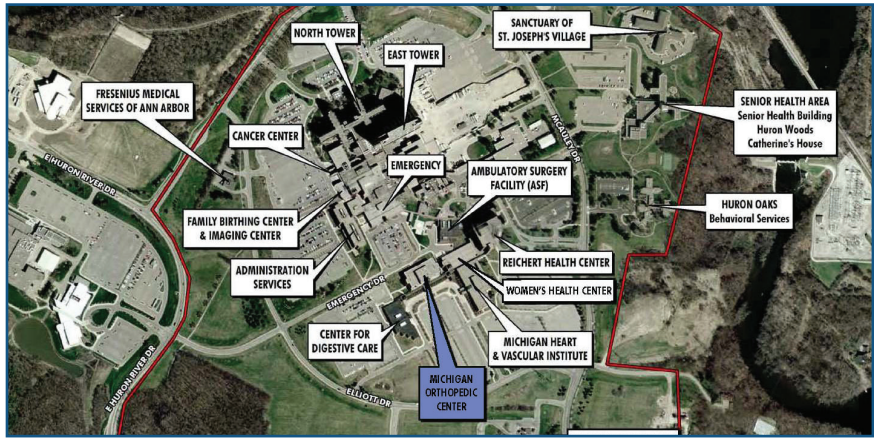 SANCTUARY OF
ST. JOSEPH'S VILLAGE
NORTH TOWER
EAST TOWER
FRESENIUS MEDICAL
SERVICES OF ANN ARBOR
SENIOR HEALTH AREA
Senior Health Building
Huron Woods
Catherine's House
CANCER CENTER
MCAULEY DR
EMERGENCY
AMBULATORY SURGERY
FACILITY (ASF)
E HURON RIVER DR
HURON OAKS
Behavioral Services
FAMILY BIRTHING CENTER
& IMAGING CENTER
REICHERT HEALTH CENTER
ADMINISTRATION
SERVICES
EMERGENCY DR
WOMEN'S HEALTH CENTER
CENTER FOR
DIGESTIVE CARE
MICHIGAN HEART
& VASCULAR INSTITUTE
E HURON RIVER DR
MICHIGAN
ORTHOPEDIC
CENTER
ELLIOTT DR